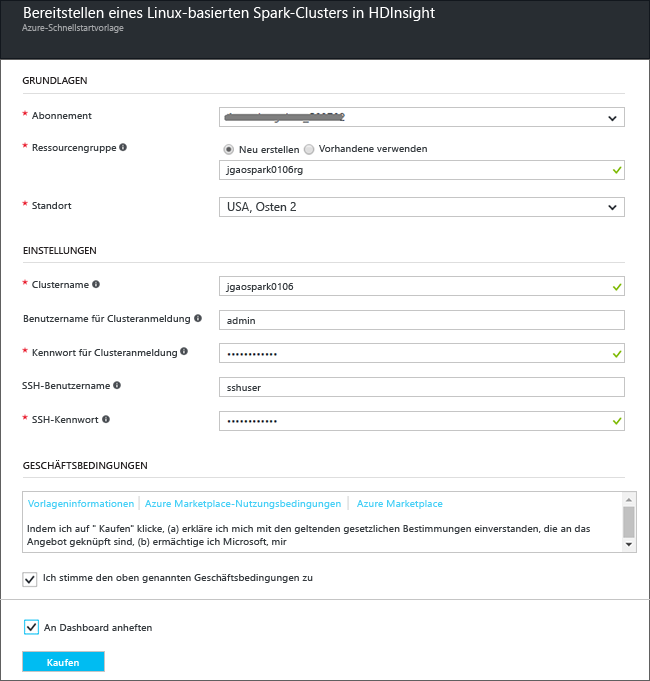 Bereitstellen eines Linux-basierten Spark-Clusters in HDInsight
Azure-Schnellstartvorlage
GRUNDLAGEN
* Abonnement
* Ressourcengruppe
Neu erstellen Vorhandene verwenden
jgaospark0106rg
* Standort USA, Osten 2
EINSTELLUNGEN
* Clustername jgaospark0106
Benutzername für Clusteranmeldung admin
* Kennwort für Clusteranmeldung ••••••••••••
SSH-Benutzername sshuser
* SSH-Kennwort ••••••••••••
GESCHÄFTSBEDINGUNGEN
Vorlageninformationen | Azure Marketplace-Nutzungsbedingungen | Azure Marketplace
Indem ich auf " Kaufen" klicke, (a) erkläre ich mich mit den geltenden gesetzlichen Bestimmungen einverstanden, die an das
Angebot geknüpft sind, (b) ermächtige ich Microsoft, mir
Ich stimme den oben genannten Geschäftsbedingungen zu
An Dashboard anheften
Kaufen